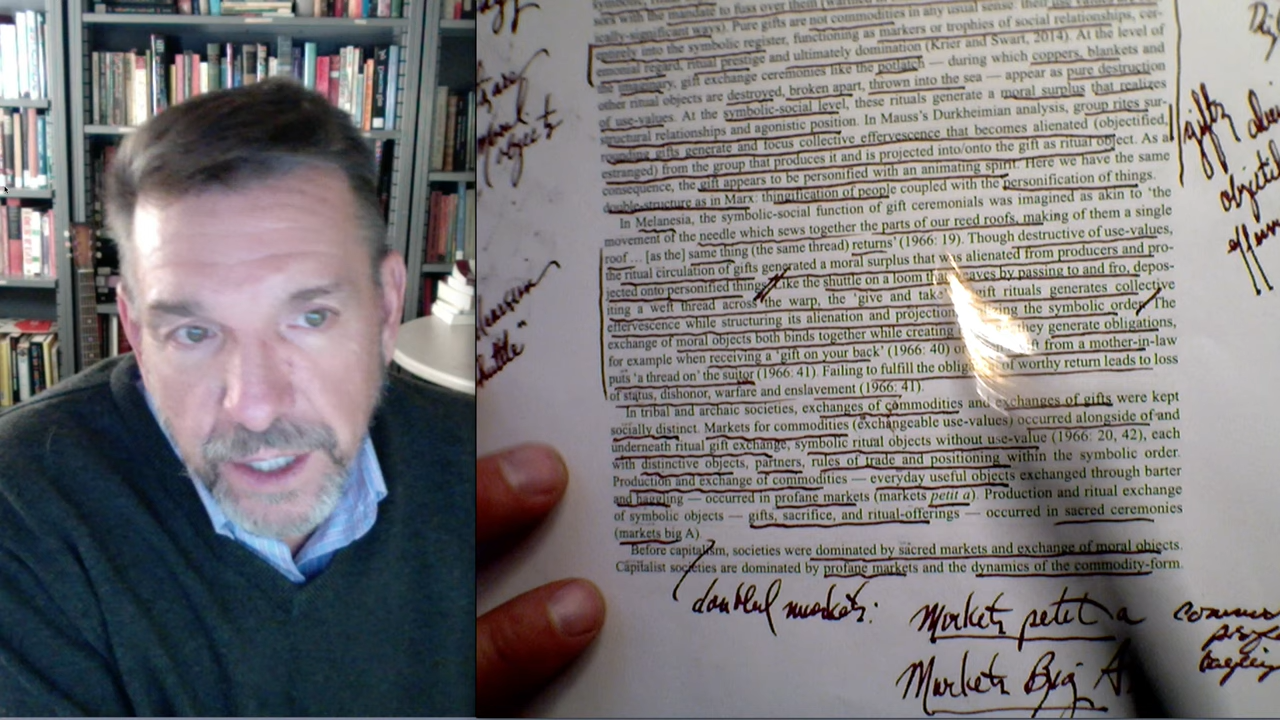 sors with the mandate to fuss over them
ically-significant ways). Pure gifts are not commodities in any usual sense:
entirely into the symbolic register, functioning as markers or trophies of social relationships, cer-
emonial regard, ritual prestige and ultimately domination (Krier and Swart, 2014). At the level of
the imaginary, gift exchange ceremonies like the potlatch — during which coppers, blankets and
other ritual objects are destroyed, broken apart, thrown into the sea — appear as pure destruction
of use-values. At the symbolic-social level, these rituals generate a moral surplus that realizes
structural relationships and agonistic position. In Mauss's Durkheimian analysis, group rites sur-
rounding gifts generate and focus collective effervescence that becomes alienated (objectified,
estranged) from the group that produces it and is projected into/onto the gift as ritual object. As a
consequence, the gift appears to be personified with an animating spirit. Here we have the same
double-structure as in Marx: thingification of people coupled with the personification of things.
In Melanesia, the symbolic-social function of gift ceremonials was imagined as akin to 'the
movement of the needle which sews together the parts of our reed roofs, making of them a single
roof … [as the] same thing (the same thread) returns' (1966: 19). Though destructive of use-values,
the ritual circulation of gifts generated a moral surplus that was alienated from producers and pro-
jected onto personified things. Like the shuttle on a loom weaves by passing to and fro, depos-
iting a weft thread across the warp, the 'give and take gift rituals generates collective
effervescence while structuring its alienation and projection the symbolic order. The
exchange of moral objects both binds together while creating they generate obligations,
for example when receiving a 'gift on your back' (1966: 40) from a mother-in-law
puts 'a thread on' the suitor (1966: 41). Failing to fulfill the of worthy return leads to loss
of status, dishonor, warfare and enslavement (1966: 41).
In tribal and archaic societies, exchanges of commodities and exchanges of gifts were kept
socially distinct. Markets for commodities (exchangeable use-values) occurred alongside of and
underneath ritual gift exchange, symbolic ritual objects without use-value (1966: 20, 42), each
with distinctive objects, partners, rules of trade and positioning within the symbolic order.
Production and exchange of commodities — everyday useful objects exchanged through barter
and haggling — occurred in profane markets (markets petit a). Production and ritual exchange
of symbolic objects — gifts, sacrifice, and ritual-offerings — occurred in sacred ceremonies
(markets big A).
Before capitalism, societies were dominated by sacred markets and exchange of moral objects.
Capitalist societies are dominated by profane markets and the dynamics of the commodity-form.
doubled markets:
Markets petit a
Markets Big A
objects
gifts